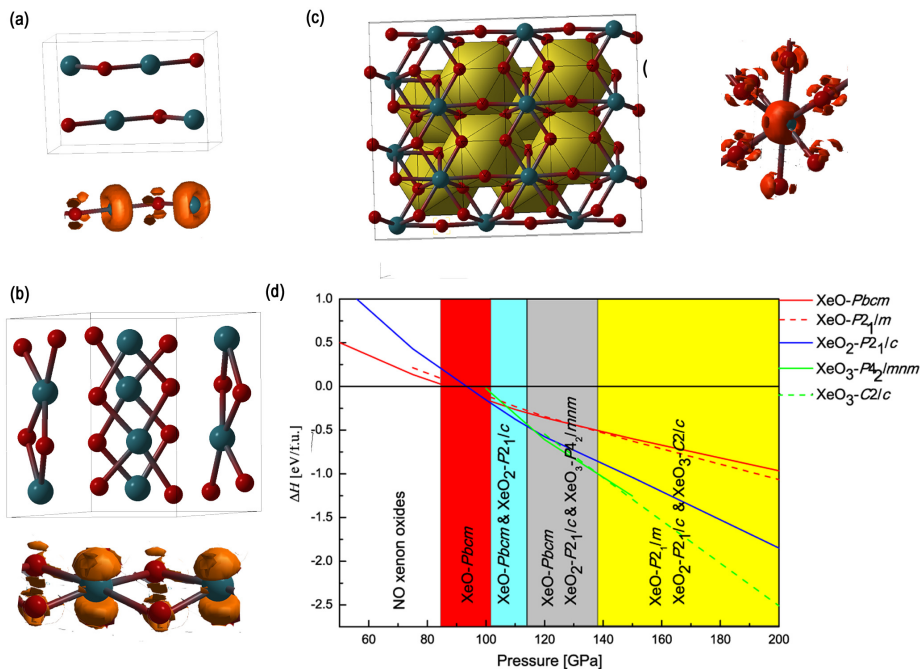 (a)
(c)
(
(b)
(d)
ΔH [eV/f.u.]
1.0
0.5
0.0
-0.5
-1.0
-1.5
-2.0
-2.5
NO xenon oxides
XeO-Pbcm
XeO-Pbcm & XeO2-P21/c
XeO-Pbcm
XeO2-P21/c & XeO3-P42/mnm
XeO-P21/m
XeO2-P21/c & XeO3-C2/c
60
80
100
120
140
160
180
200
Pressure [GPa]
XeO-Pbcm
XeO-P21/m
XeO2-P21/c
XeO3-P42/mnm
XeO3-C2/c